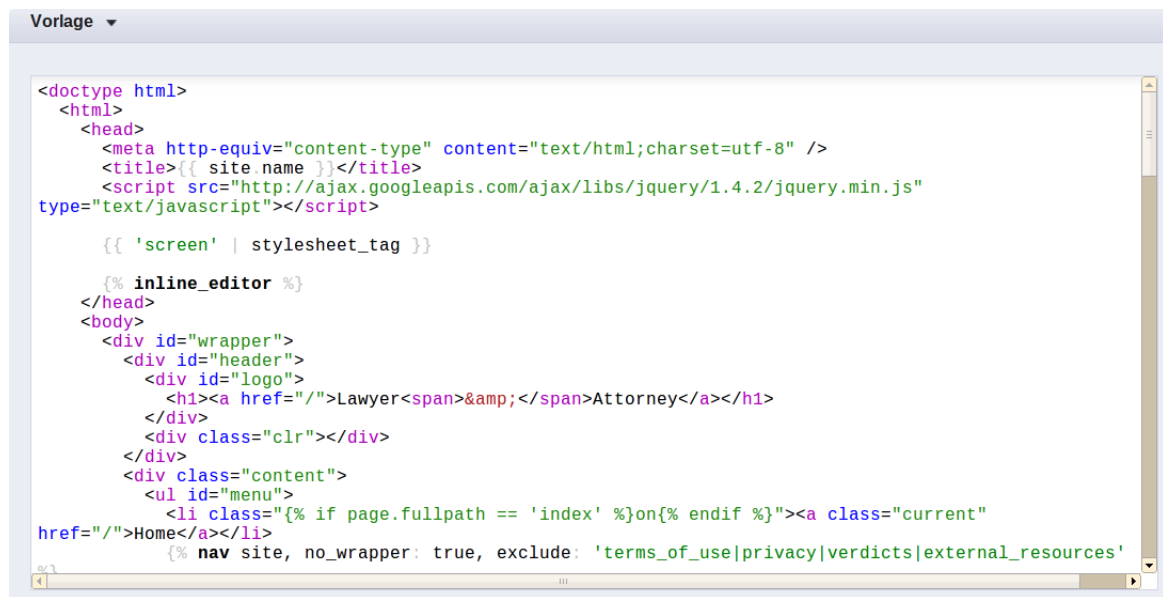 Vorlage
<doctype html>
<html>
<head>
<meta http-equiv="content-type" content="text/html;charset=utf-8" />
<title>{{ site.name }}</title>
<script src="http://ajax.googleapis.com/ajax/libs/jquery/1.4.2/jquery.min.js"
type="text/javascript"></script>
{{ 'screen' | stylesheet_tag }}
{% inline_editor %}
</head>
<body>
<div id="wrapper">
<div id="header">
<div id="logo">
<h1><a href="/">Lawyer<span>&amp;</span>Attorney</a></h1>
</div>
<div class="clr"></div>
</div>
<div class="content">
<ul id="menu">
<li class="{% if page.fullpath == 'index' %}on{% endif %}"><a class="current"
href="/">Home</a></li>
{% nav site, no_wrapper: true, exclude: 'terms_of_use|privacy|verdicts|external_resources'
%}